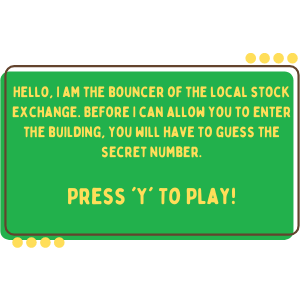 HELLO, I AM THE BOUNCER OF THE LOCAL STOCK
EXCHANGE. BEFORE I CAN ALLOW YOU TO ENTER
THE BUILDING, YOU WILL HAVE TO GUESS THE
SECRET NUMBER.
PRESS 'Y' TO PLAY!